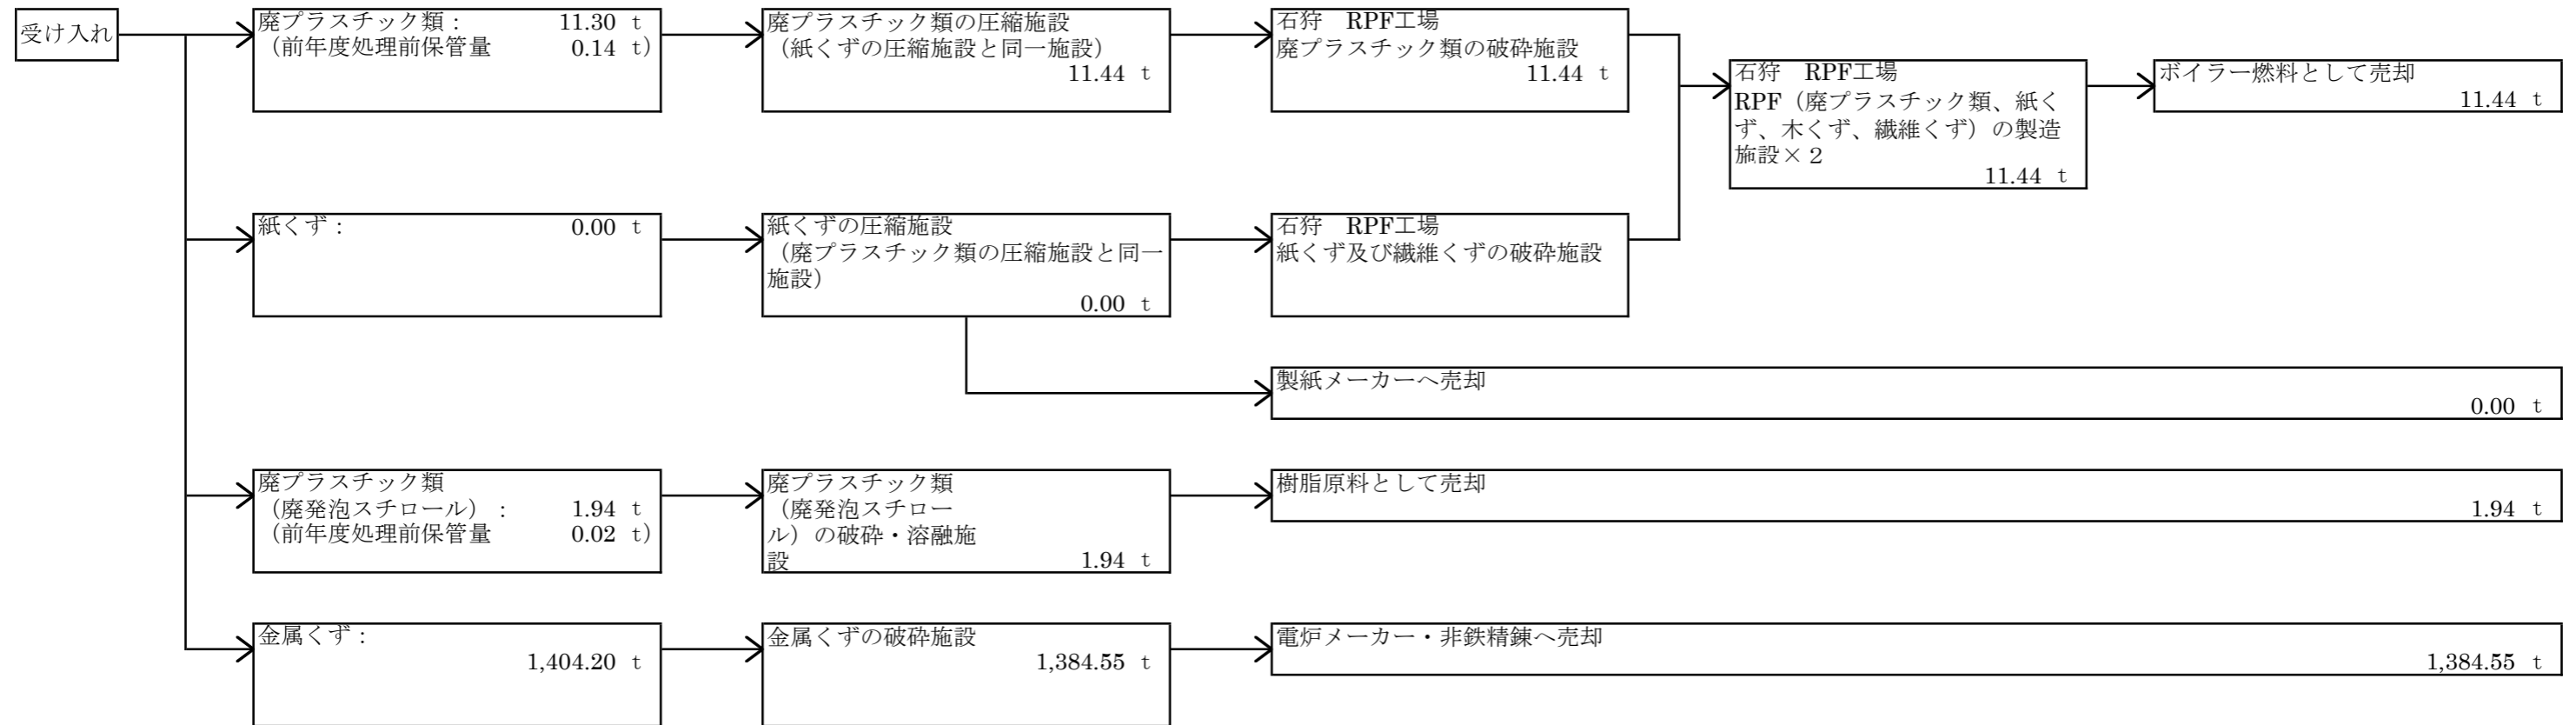 受け入れ
廃プラスチック類： 11.30 t
（前年度処理前保管量 0.14 t）
廃プラスチック類の圧縮施設
（紙くずの圧縮施設と同一施設）
11.44 t
石狩　RPF工場
廃プラスチック類の破砕施設
11.44 t
石狩　RPF工場
RPF（廃プラスチック類、紙く
ず、木くず、繊維くず）の製造
施設×２
11.44 t
ボイラー燃料として売却
11.44 t
紙くず： 0.00 t
紙くずの圧縮施設
（廃プラスチック類の圧縮施設と同一
施設）
0.00 t
石狩　RPF工場
紙くず及び繊維くずの破砕施設
製紙メーカーへ売却
0.00 t
廃プラスチック類
（廃発泡スチロール）： 1.94 t
（前年度処理前保管量 0.02 t）
廃プラスチック類
（廃発泡スチロー
ル）の破砕・溶融施
設 1.94 t
樹脂原料として売却
1.94 t
金属くず：
1,404.20 t
金属くずの破砕施設
1,384.55 t
電炉メーカー・非鉄精錬へ売却
1,384.55 t